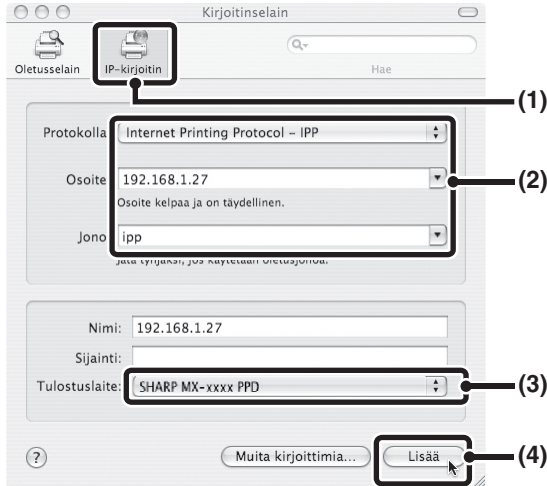 Kirjoitinselain
Oletusselain
IP-kirjoitin
Hae
(1)
Protokolla
Internet Printing Protocol – IPP
Osoite
192.168.1.27
(2)
Osoite kelpaa ja on täydellinen.
Jono
ipp
Jätä tyhjäksi, jos käytetään oletusjonoa.
Nimi:
192.168.1.27
Sijainti:
Tulostuslaite:
SHARP MX-xxxx PPD
(3)
?
Muita kirjoittimia...
Lisää
(4)